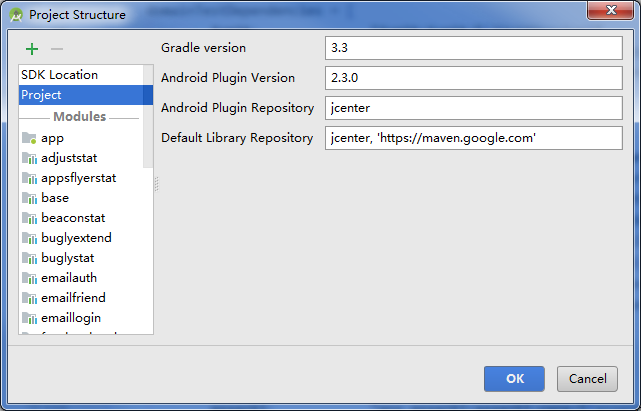 Project Structure
SDK Location
Project
Modules
app
adjuststat
appsflyerstat
base
beaconstat
buglyextend
buglystat
emailauth
emailfriend
emaillogin
Gradle version 3.3
Android Plugin Version 2.3.0
Android Plugin Repository jcenter
Default Library Repository jcenter, 'https://maven.google.com'
OK Cancel